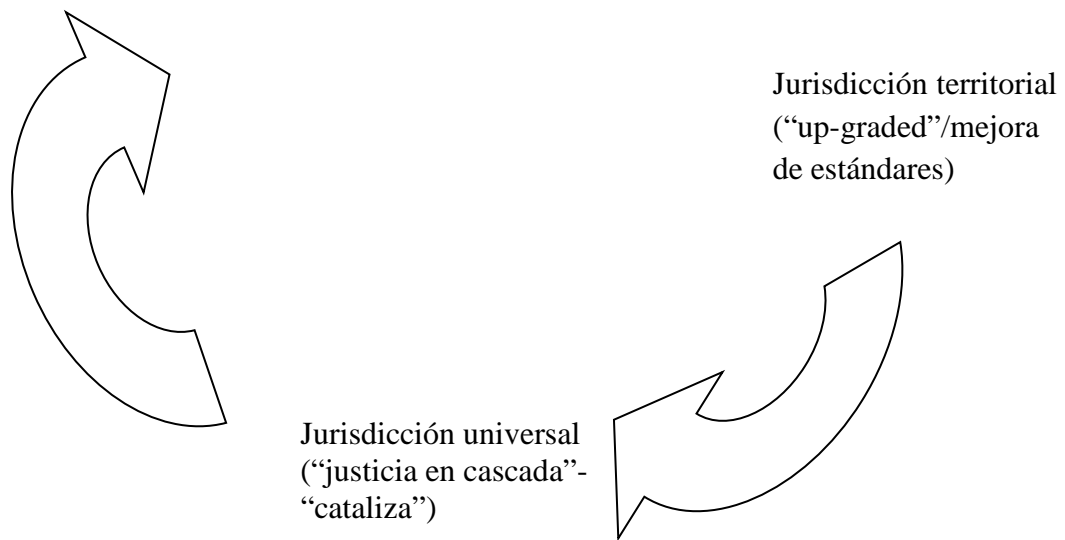 Jurisdicción territorial
(“up-graded”/mejora
de estándares)
Jurisdicción universal
(“justicia en cascada”-
“cataliza”)